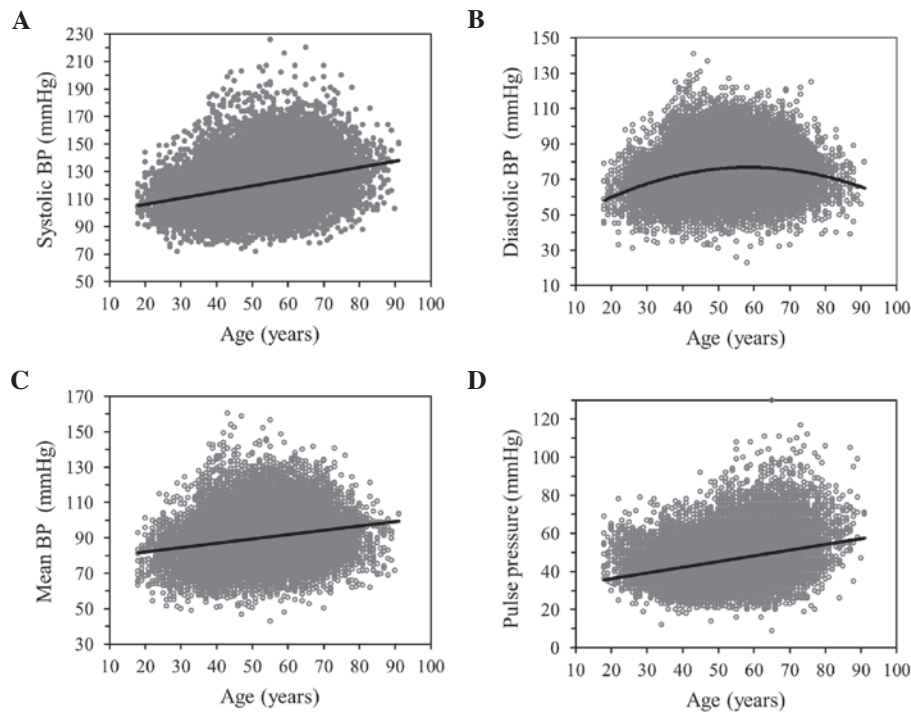 A
230
210
190
170
150
130
110
90
70
50
Systolic BP (mmHg)
10 20 30 40 50 60 70 80 90 100
Age (years)
B
150
130
110
90
70
50
30
10
Diastolic BP (mmHg)
10 20 30 40 50 60 70 80 90 100
Age (years)
C
170
150
130
110
90
70
50
30
Mean BP (mmHg)
10 20 30 40 50 60 70 80 90 100
Age (years)
D
120
100
80
60
40
20
0
Pulse pressure (mmHg)
10 20 30 40 50 60 70 80 90 100
Age (years)